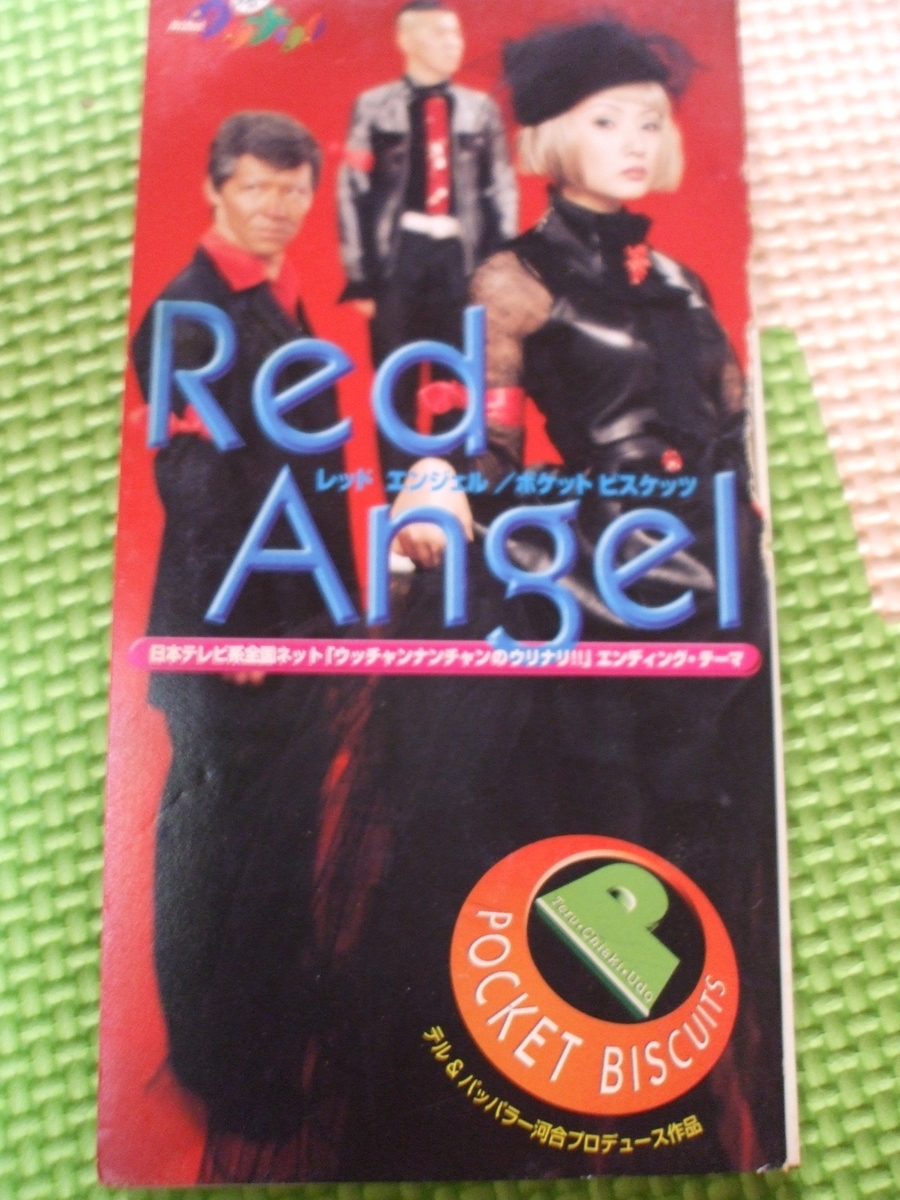 Red
レッド エンジェル／ポケット ビスケッツ
Angel
日本テレビ系全国ネット「ウッチャンナンチャンのウリナリ!!」エンディング・テーマ
P
Teru・Chiaki・Udo
POCKET BISCUITS
テル&パッパラー河合プロデュース作品